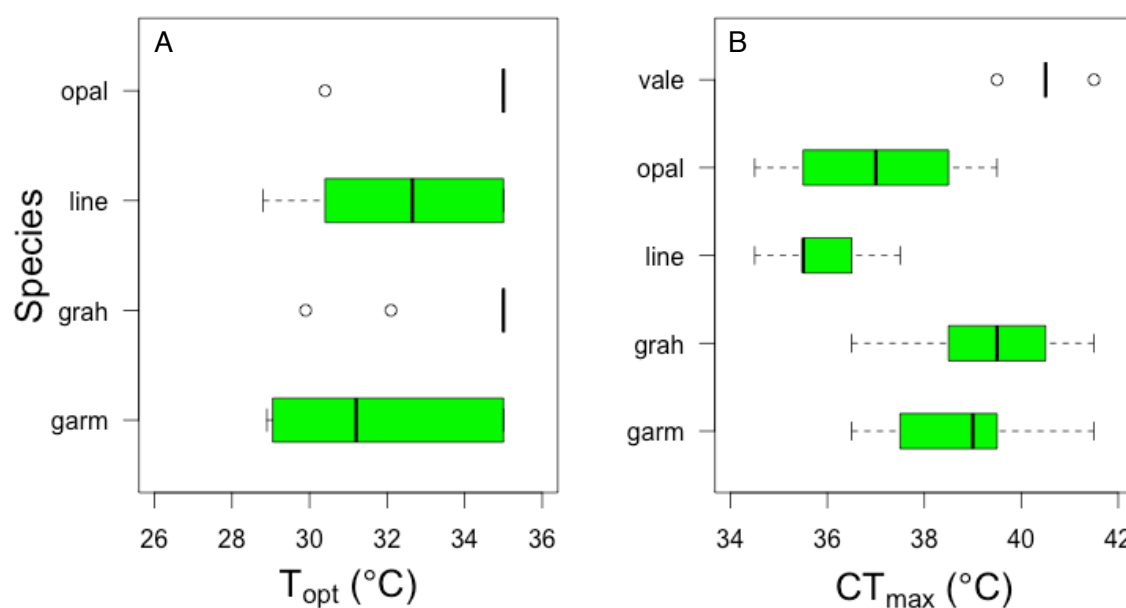 A
Species
opal
line
grah
garm
26 28 30 32 34 36
Topt (°C)
B
vale
opal
line
grah
garm
34 36 38 40 42
CTmax (°C)